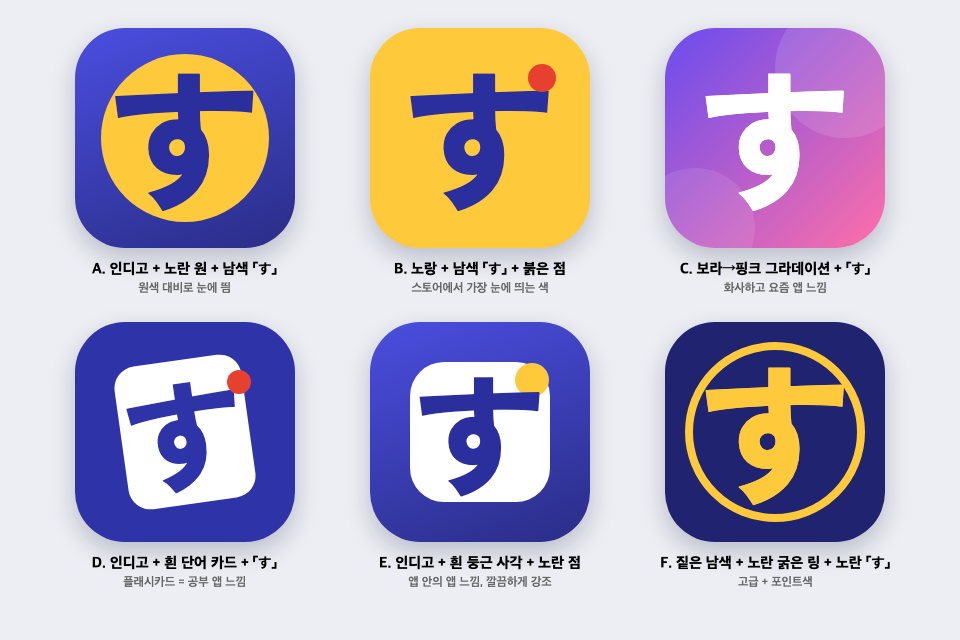 す す す
A. 인디고 + 노란 원 + 남색 「す」 B. 노랑 + 남색 「す」 + 붉은 점 C. 보라→핑크 그라데이션 + 「す」
원색 대비로 눈에 띔 스토어에서 가장 눈에 띄는 색 화사하고 요즘 앱 느낌
す す す
D. 인디고 + 흰 단어 카드 + 「す」 E. 인디고 + 흰 둥근 사각 + 노란 점 F. 짙은 남색 + 노란 굵은 링 + 노란 「す」
플래시카드 = 공부 앱 느낌 앱 안의 앱 느낌, 깔끔하게 강조 고급 + 포인트색